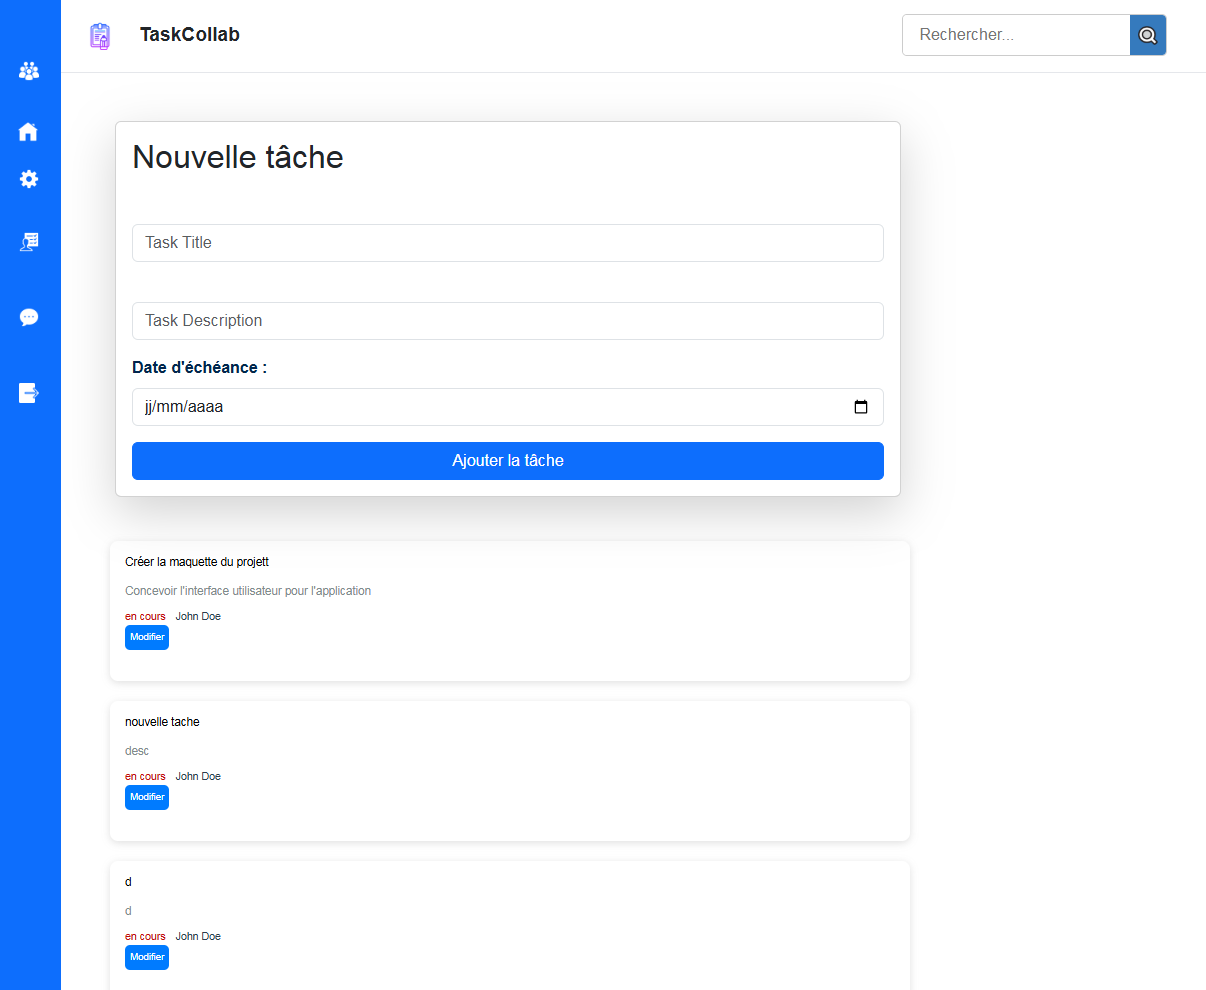 TaskCollab
Rechercher...
Nouvelle tâche
Task Title
Task Description
Date d'échéance :
jj/mm/aaaa
Ajouter la tâche
Créer la maquette du projett
Concevoir l'interface utilisateur pour l'application
en cours John Doe
Modifier
nouvelle tache
desc
en cours John Doe
Modifier
d
d
en cours John Doe
Modifier